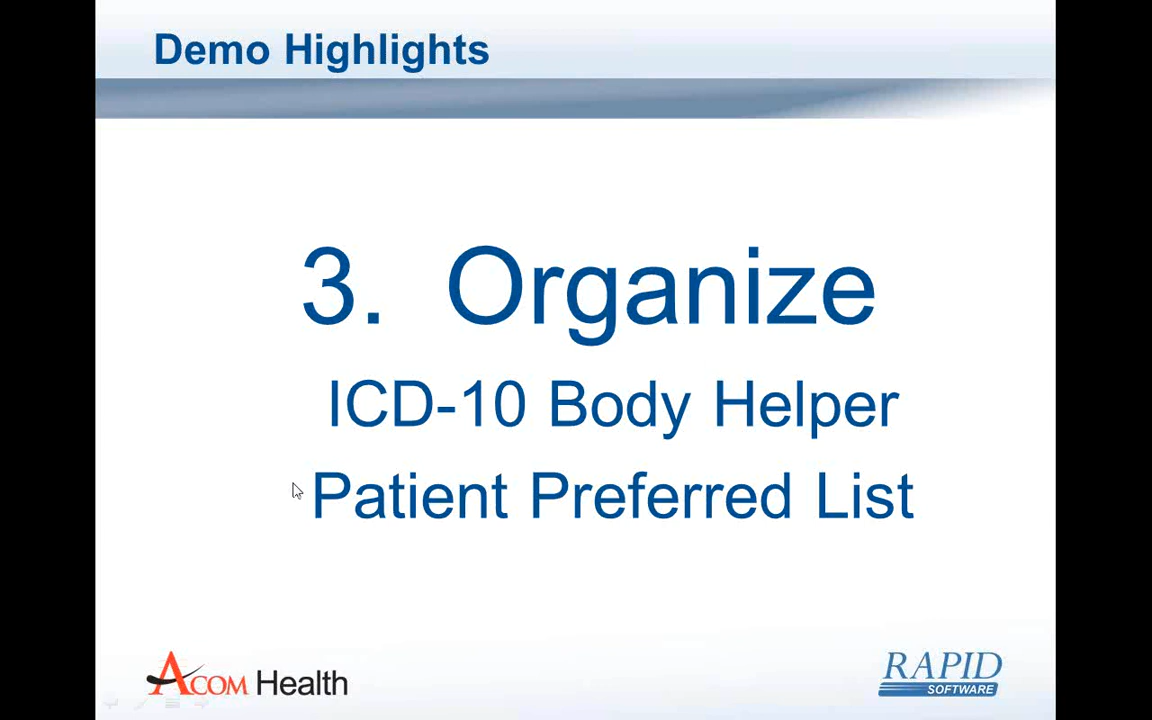 Demo Highlights
3. Organize
ICD-10 Body Helper
Patient Preferred List
ACOM Health
RAPID
SOFTWARE